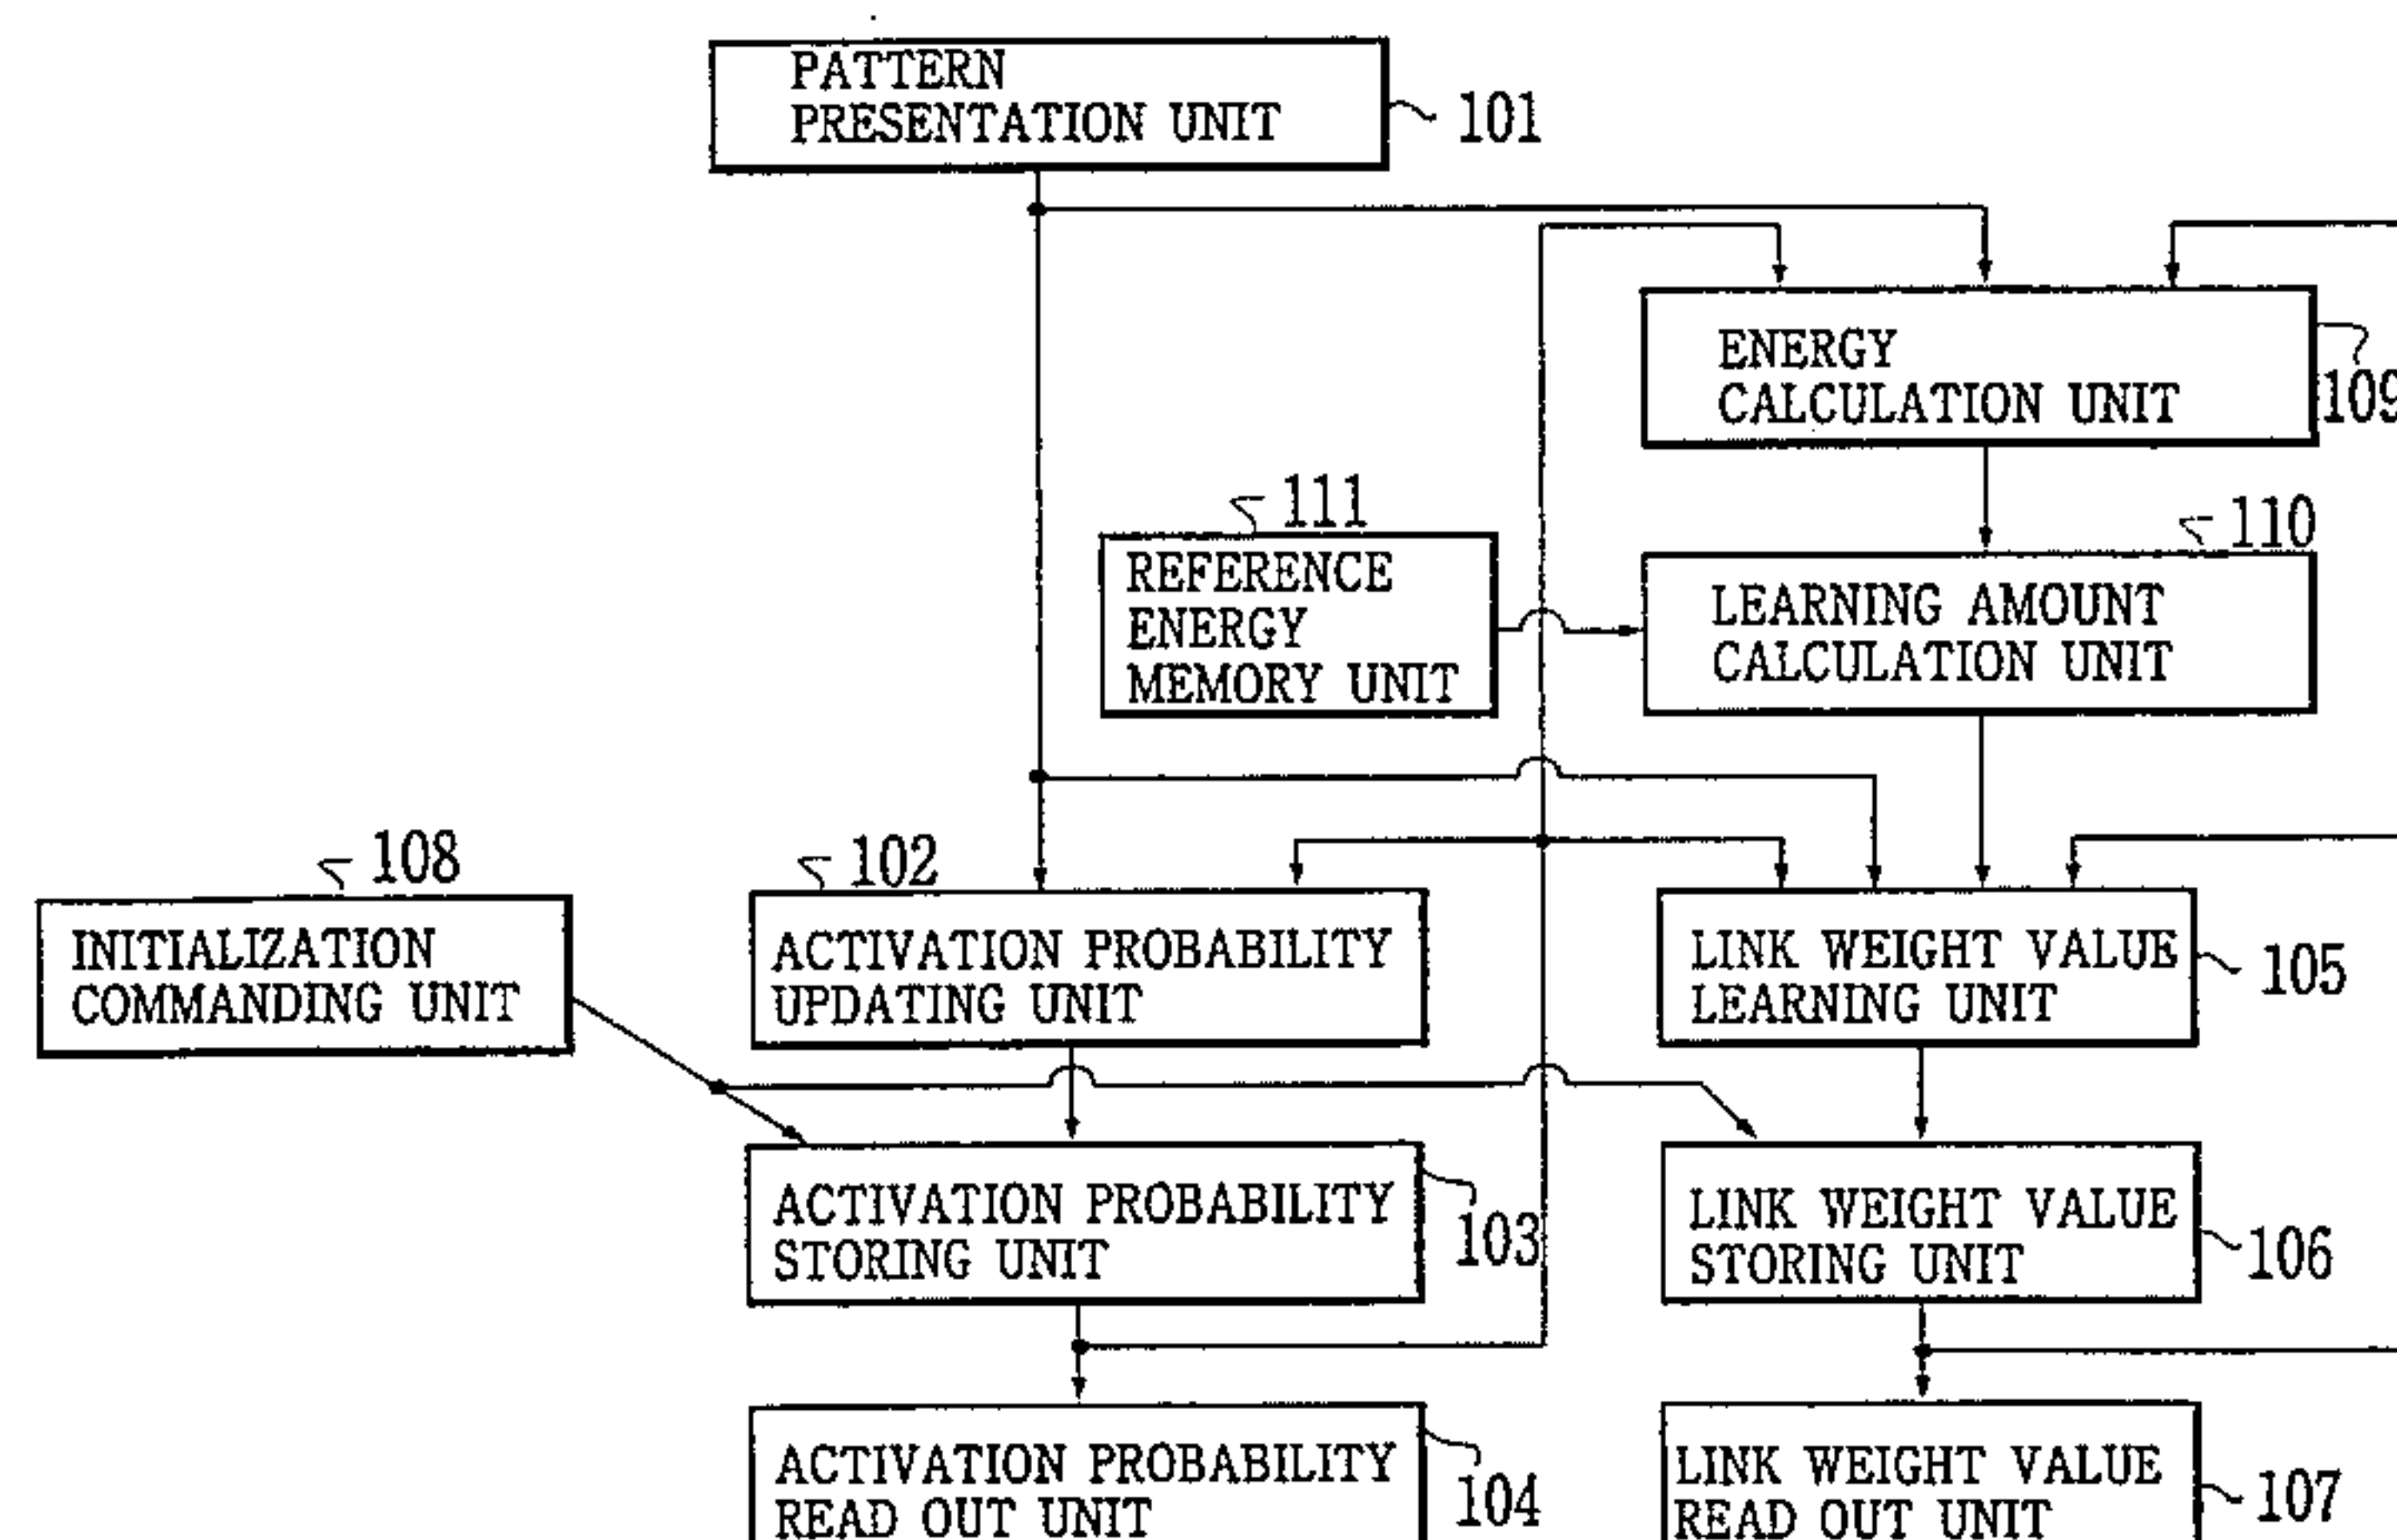 PATTERN
PRESENTATION UNIT
101
ENERGY
CALCULATION UNIT
109
111
REFERENCE
ENERGY
MEMORY UNIT
110
LEARNING AMOUNT
CALCULATION UNIT
108
INITIALIZATION
COMMANDING UNIT
102
ACTIVATION PROBABILITY
UPDATING UNIT
LINK WEIGHT VALUE
LEARNING UNIT
105
ACTIVATION PROBABILITY
STORING UNIT
103
LINK WEIGHT VALUE
STORING UNIT
106
ACTIVATION PROBABILITY
READ OUT UNIT
104
LINK WEIGHT VALUE
READ OUT UNIT
107